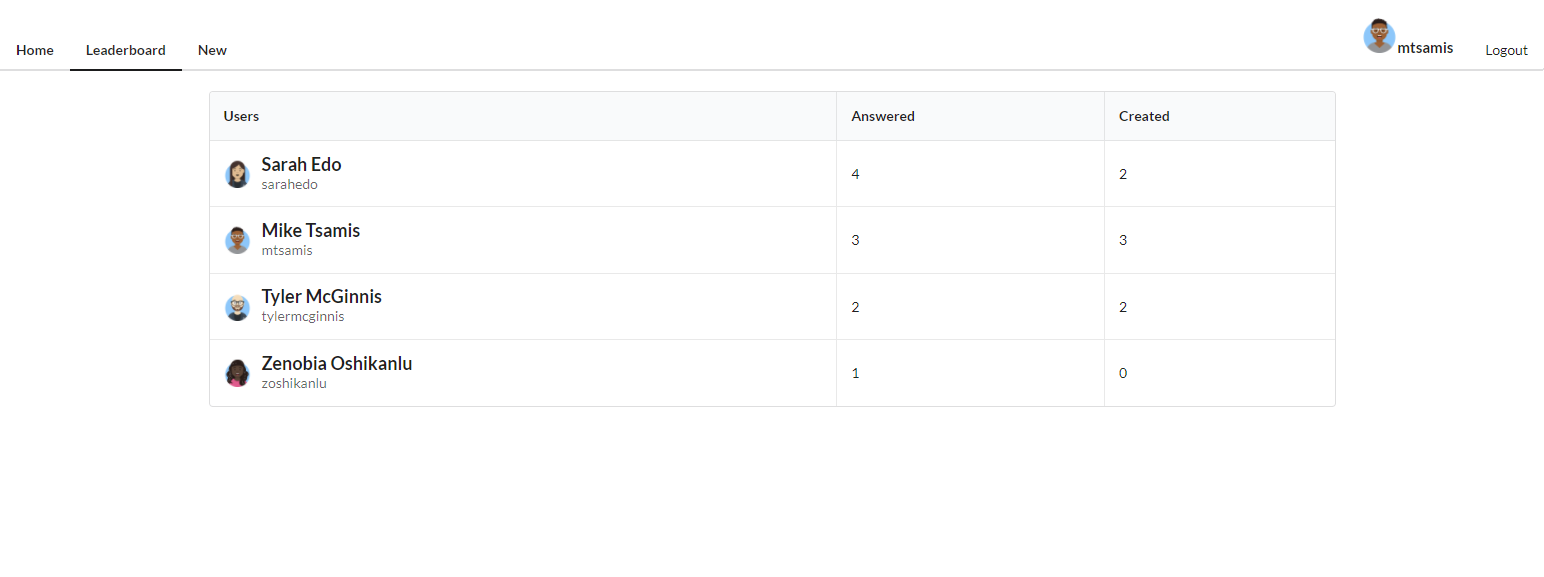 Home Leaderboard New mtsamis Logout
Users Answered Created
Sarah Edo
sarahedo
4 2
Mike Tsamis
mtsamis
3 3
Tyler McGinnis
tylermcginnis
2 2
Zenobia Oshikanlu
zoshikanlu
1 0